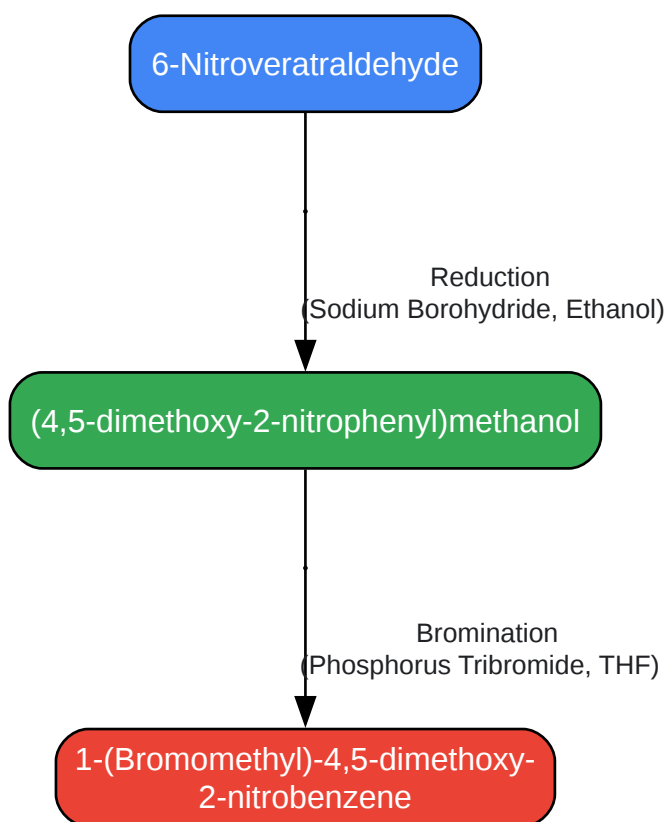 6-Nitroveratraldehyde
Reduction
(Sodium Borohydride, Ethanol)
(4,5-dimethoxy-2-nitrophenyl)methanol
Bromination
(Phosphorus Tribromide, THF)
1-(Bromomethyl)-4,5-dimethoxy-
2-nitrobenzene